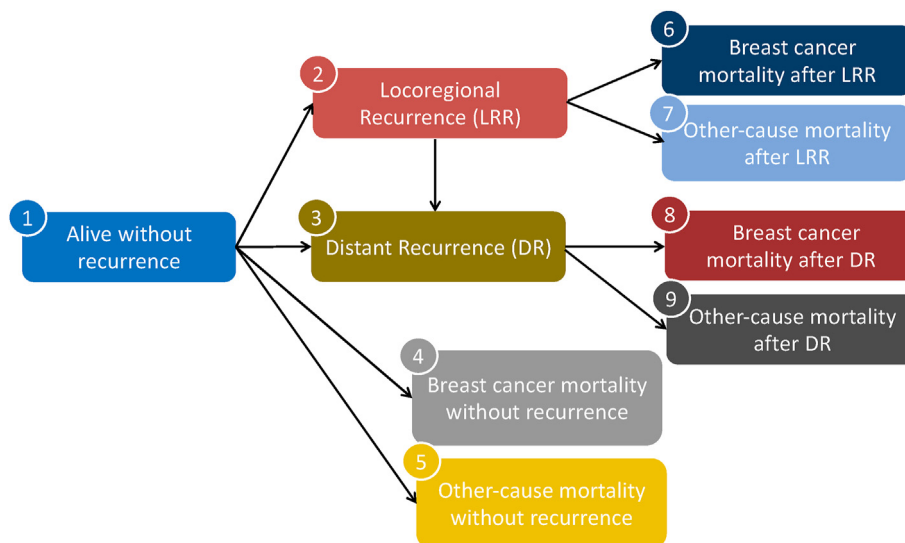 6
Breast cancer
mortality after LRR
2
Locoregional
Recurrence (LRR)
7
Other-cause mortality
after LRR
1
Alive without
recurrence
3
Distant Recurrence (DR)
8
Breast cancer
mortality after DR
9
Other-cause mortality
after DR
4
Breast cancer mortality
without recurrence
5
Other-cause mortality
without recurrence